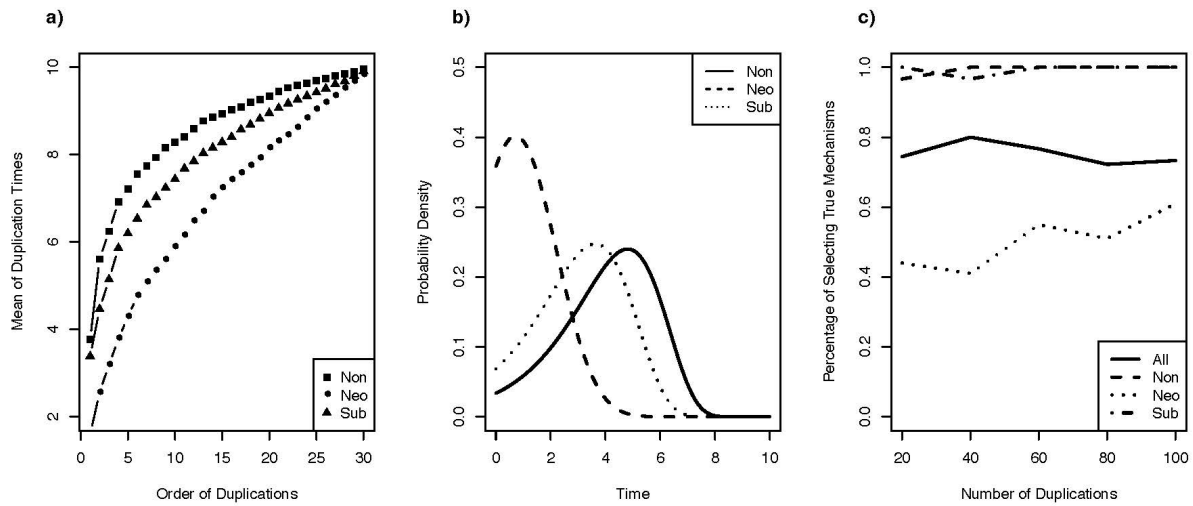 a)
Mean of Duplication Times
10
8
6
4
2
0 5 10 15 20 25 30
Order of Duplications
Non
Neo
Sub
b)
Probability Density
0.5
0.4
0.3
0.2
0.1
0.0
0 2 4 6 8 10
Time
Non
Neo
Sub
c)
Percentage of Selecting True Mechanisms
1.0
0.8
0.6
0.4
0.2
0.0
20 40 60 80 100
Number of Duplications
All
Non
Neo
Sub